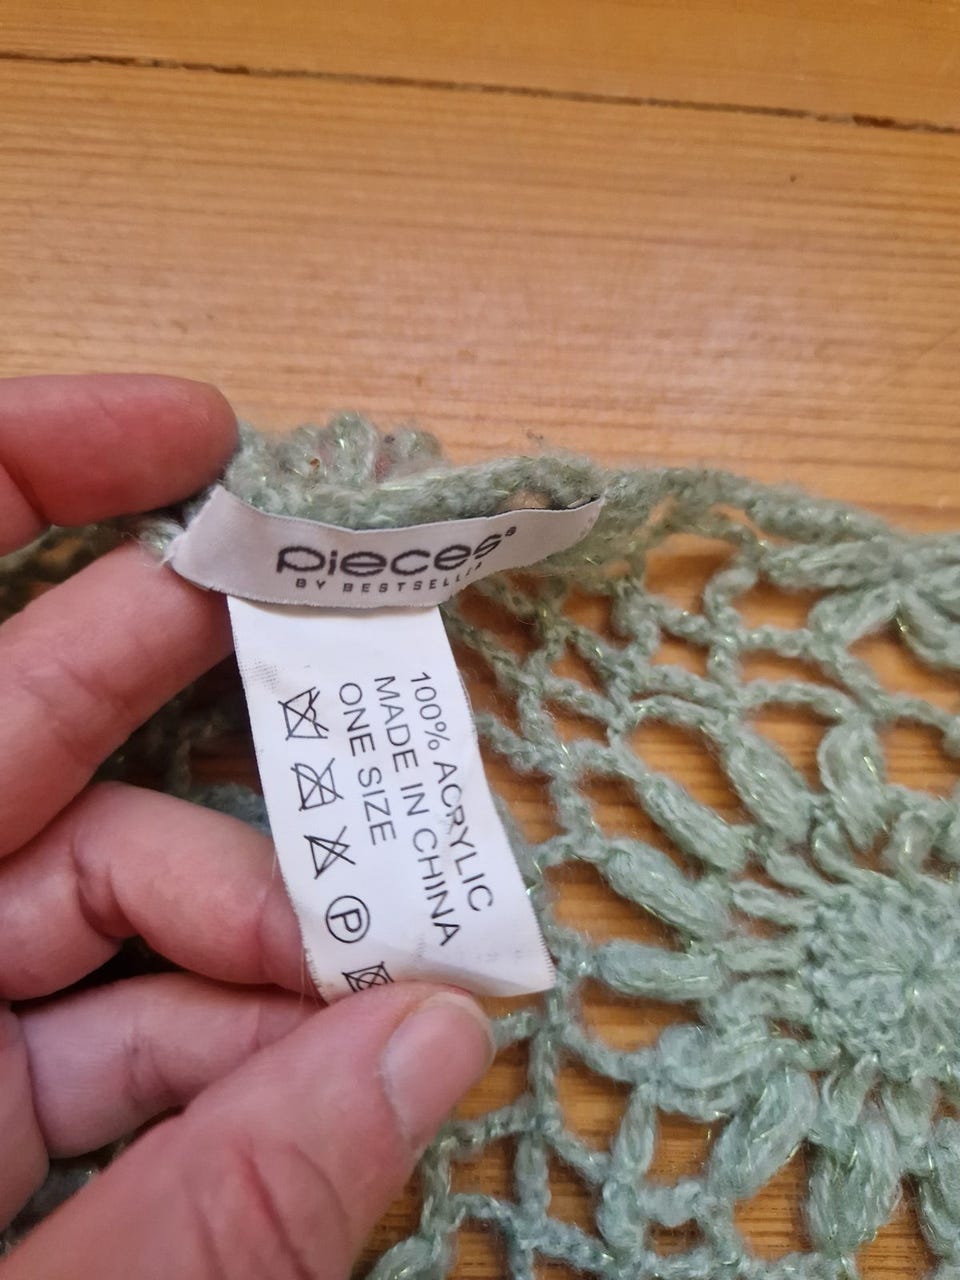 pieces®
BY BESTSELLER
100% ACRYLIC
MADE IN CHINA
ONE SIZE
P